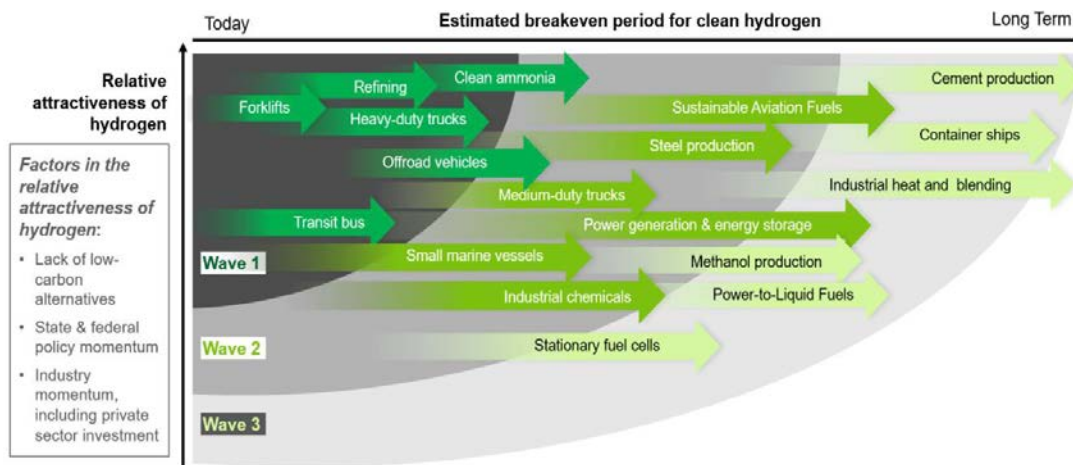 Today
Estimated breakeven period for clean hydrogen
Long Term
Relative
attractiveness of
hydrogen
Factors in the
relative
attractiveness of
hydrogen:
• Lack of low-
carbon
alternatives
• State & federal
policy momentum
• Industry
momentum,
including private
sector investment
Clean ammonia
Cement production
Refining
Forklifts
Sustainable Aviation Fuels
Heavy-duty trucks
Container ships
Steel production
Offroad vehicles
Industrial heat and blending
Medium-duty trucks
Transit bus
Power generation & energy storage
Wave 1
Small marine vessels
Methanol production
Industrial chemicals
Power-to-Liquid Fuels
Wave 2
Stationary fuel cells
Wave 3